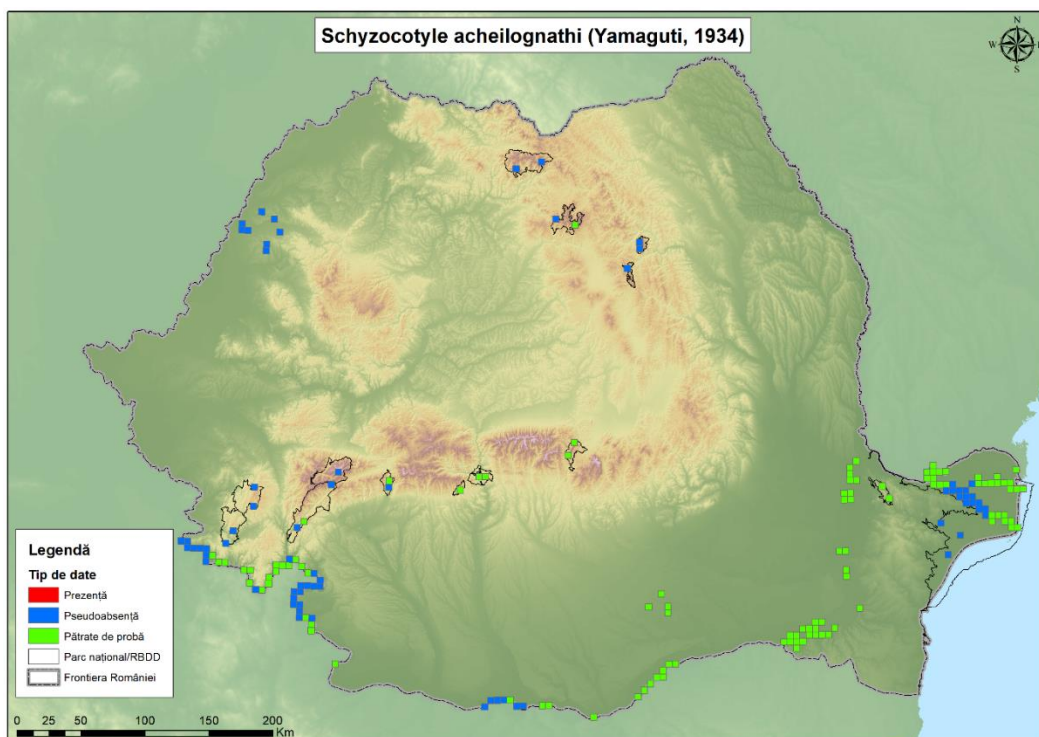 Schyzocotyle acheilognathi (Yamaguti, 1934)
N
W
S
Legendă
Tip de date
Prezență
Pseudoabsență
Pătrate de probă
Parc național/RBDD
Frontiera României
0 25 50 100 150 200
Km